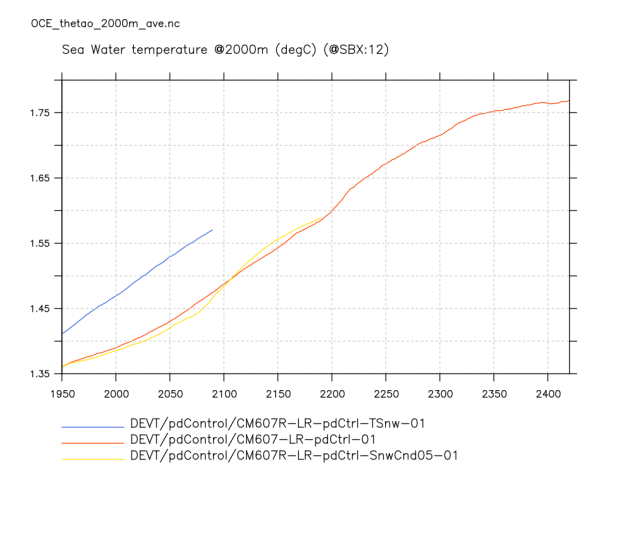 OCE_thetao_2000m_ave.nc
Sea Water temperature @2000m (degC) (@SBX:12)
1.75
1.65
1.55
1.45
1.35
1950 2000 2050 2100 2150 2200 2250 2300 2350 2400
DEVT/pdControl/CM607R-LR-pdCtrl-TSnw-01
DEVT/pdControl/CM607-LR-pdCtrl-01
DEVT/pdControl/CM607R-LR-pdCtrl-SnwCnd05-01